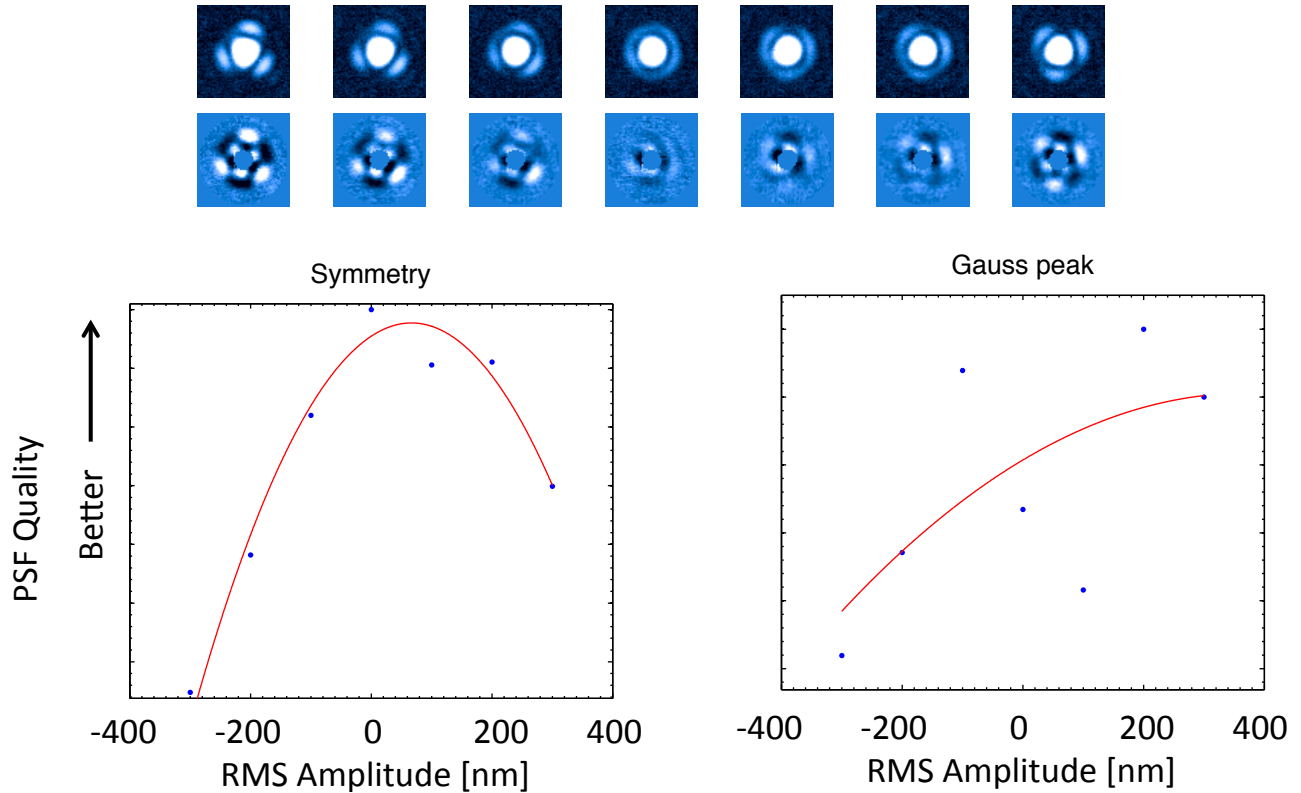 Symmetry
Gauss peak
PSF Quality
Better
-400 -200 0 200 400
RMS Amplitude [nm]
-400 -200 0 200 400
RMS Amplitude [nm]